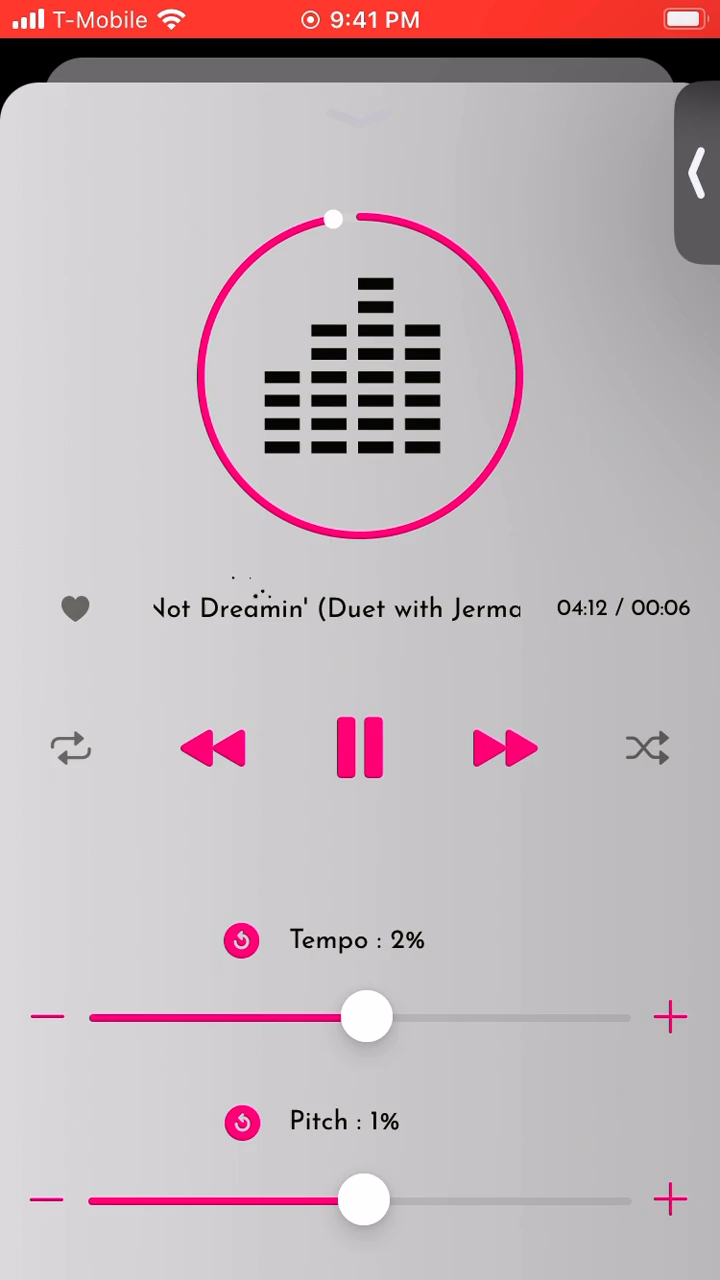 T-Mobile 9:41 PM
Not Dreamin' (Duet with Jerma 04:12 / 00:06
Tempo : 2%
Pitch : 1%